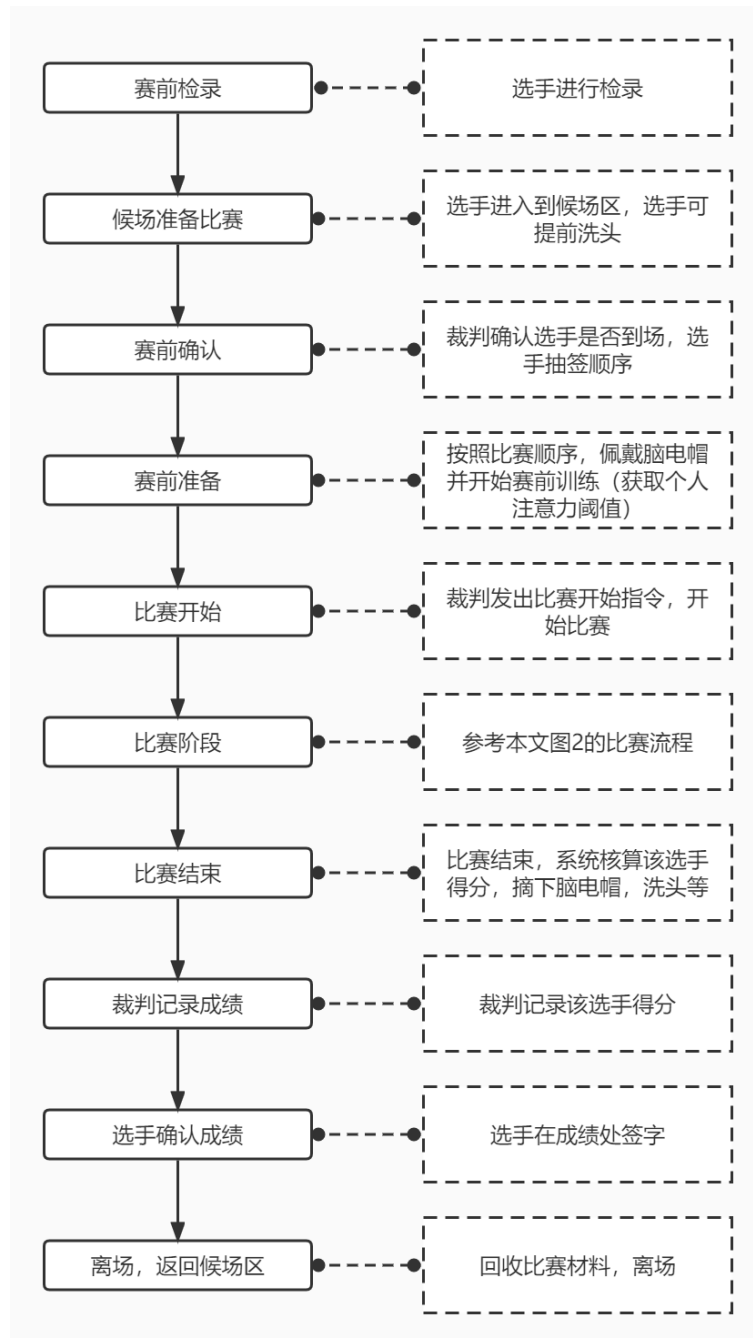 赛前检录
选手进行检录
候场准备比赛
选手进入到候场区，选手可
提前洗头
赛前确认
裁判确认选手是否到场，选
手抽签顺序
赛前准备
按照比赛顺序，佩戴脑电帽
并开始赛前训练（获取个人
注意力阈值）
比赛开始
裁判发出比赛开始指令，开
始比赛
比赛阶段
参考本文图2的比赛流程
比赛结束
比赛结束，系统核算该选手
得分，摘下脑电帽，洗头等
裁判记录成绩
裁判记录该选手得分
选手确认成绩
选手在成绩处签字
离场，返回候场区
回收比赛材料，离场